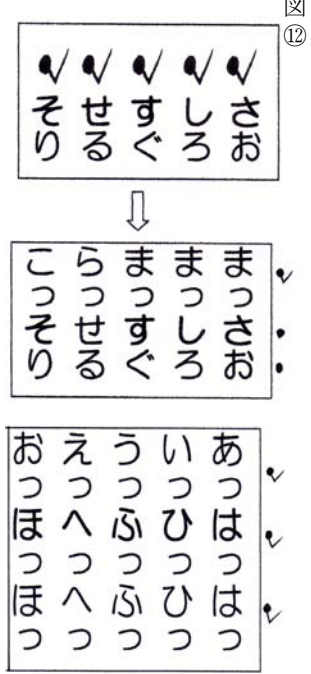 図⑫
さお
しろ
すぐ
せる
そり
まっさお
まっしろ
まっすぐ
らっせる
こっそり
あっはっはっ
いっひっひっ
うっふっふっ
えっへっへっ
おっほっほっ